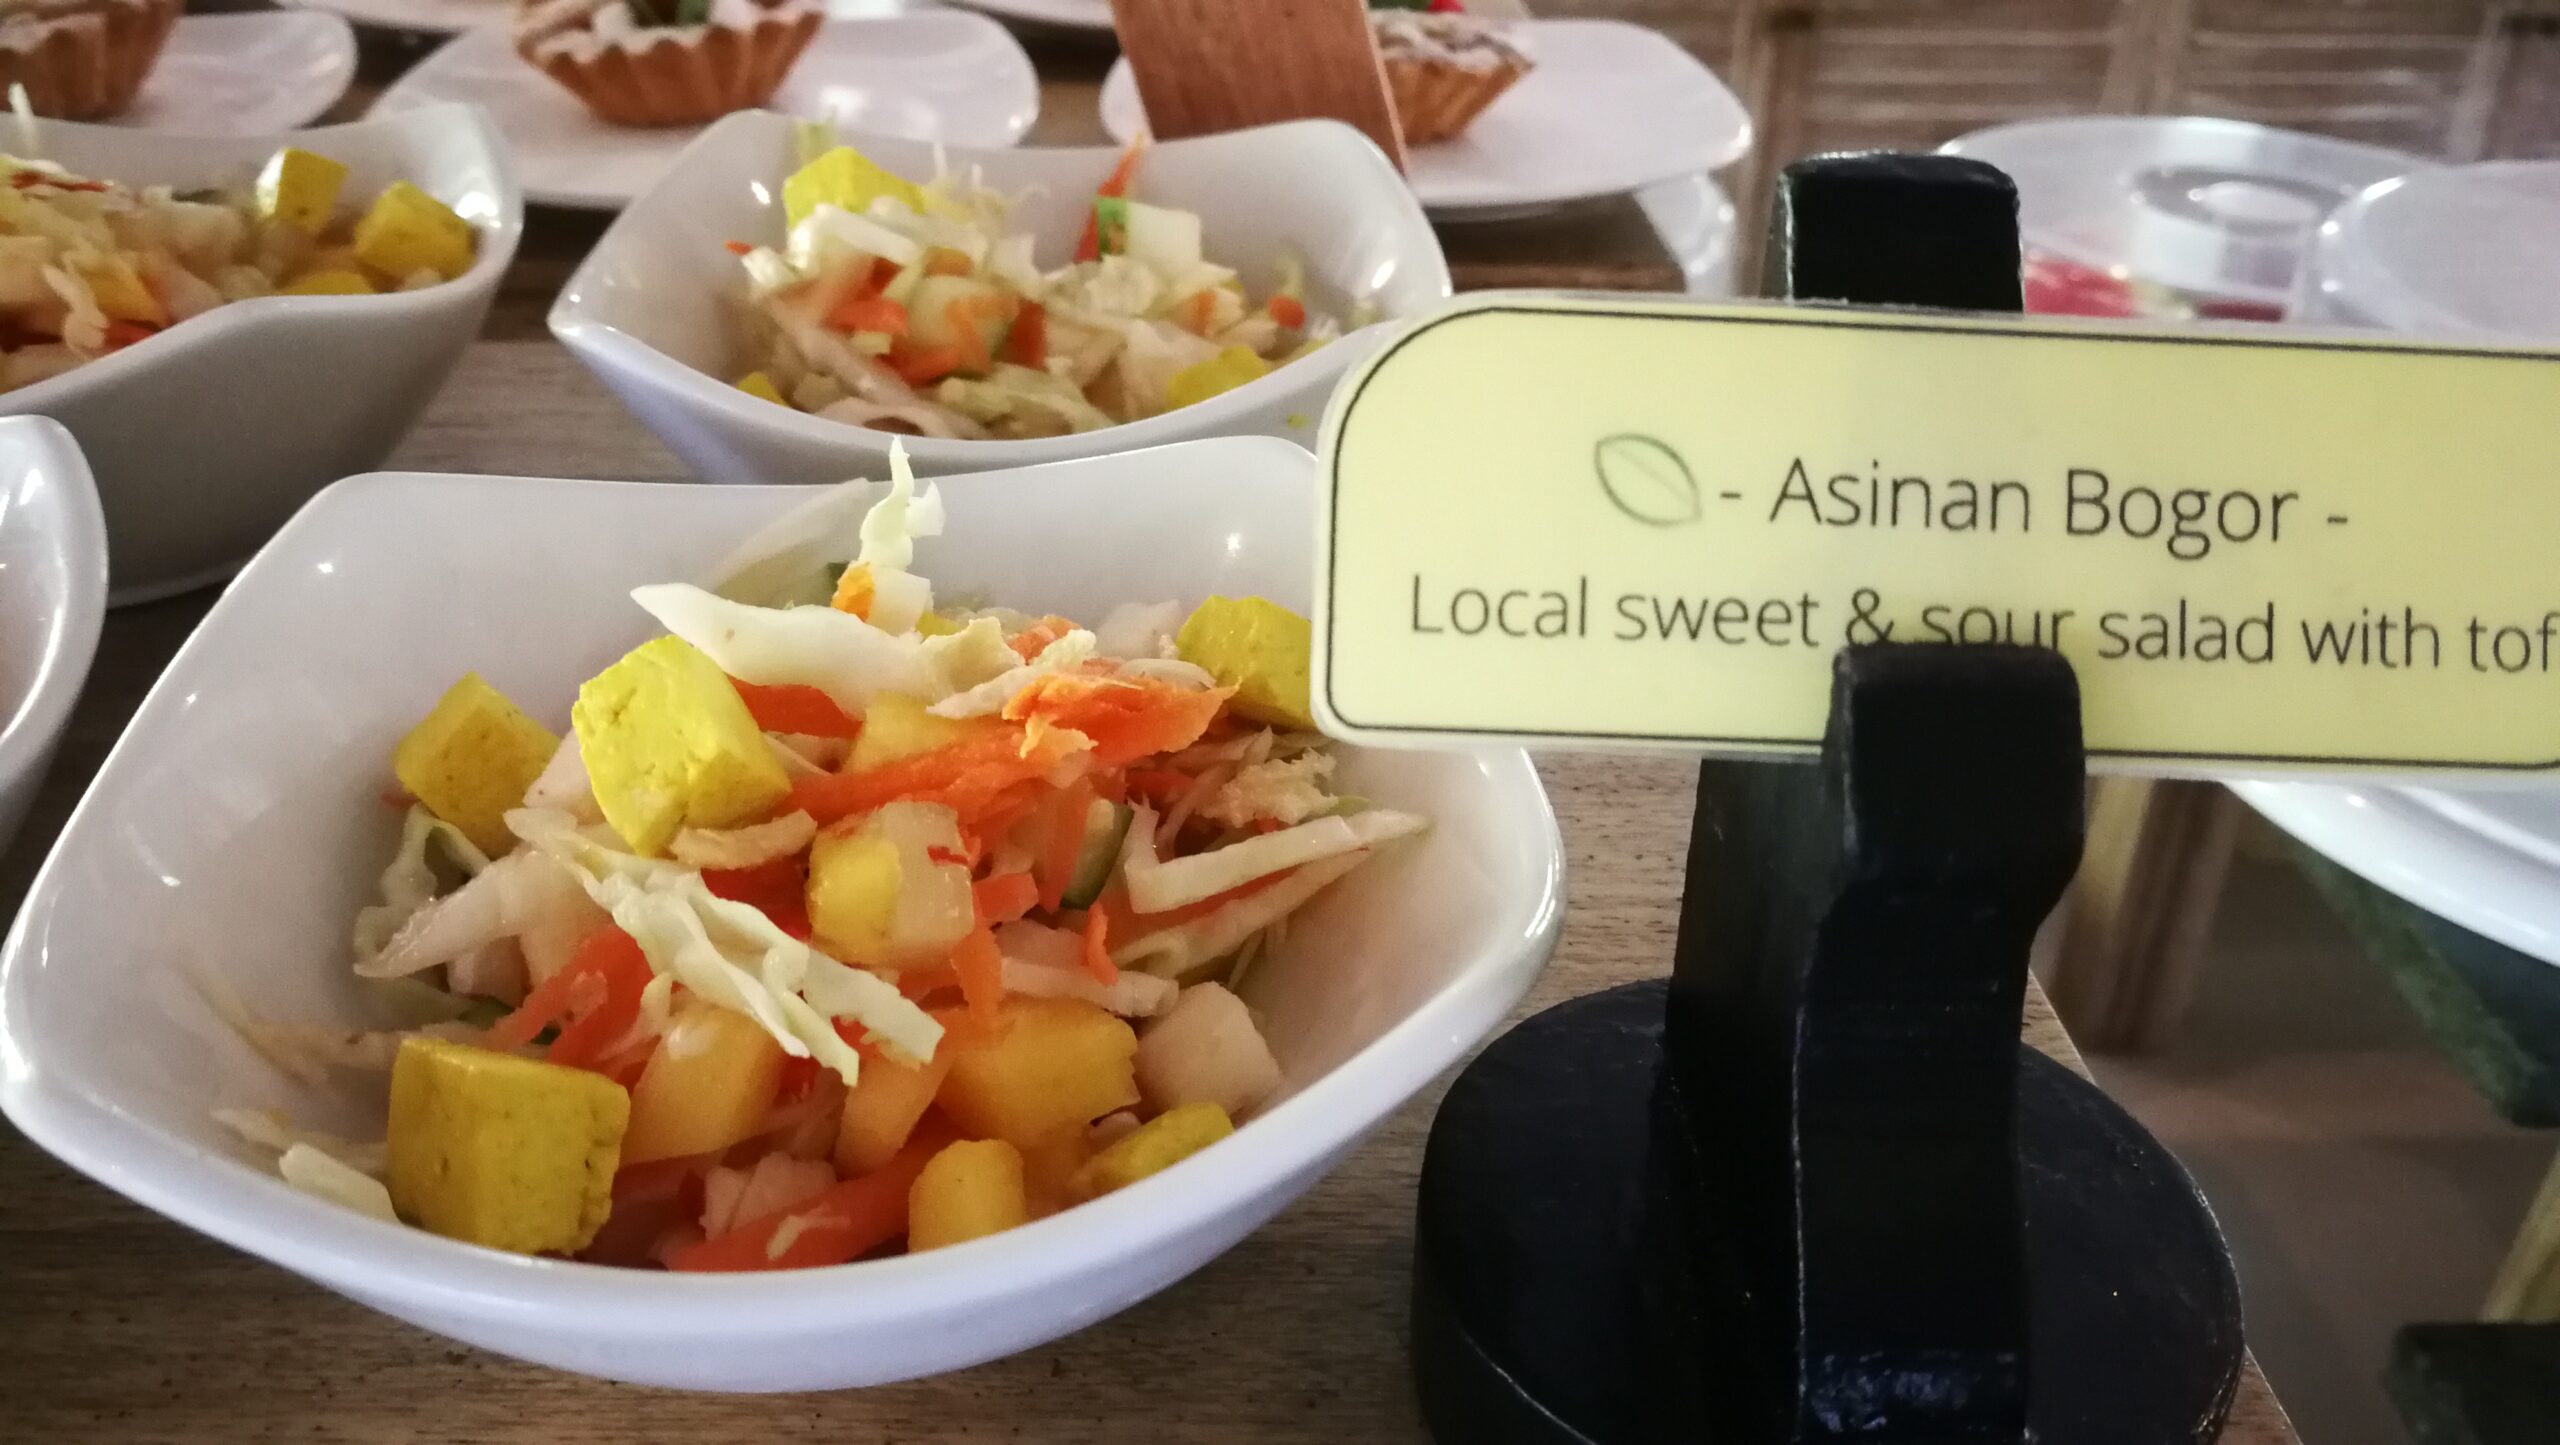 - Asinan Bogor -
Local sweet & sour salad with tof